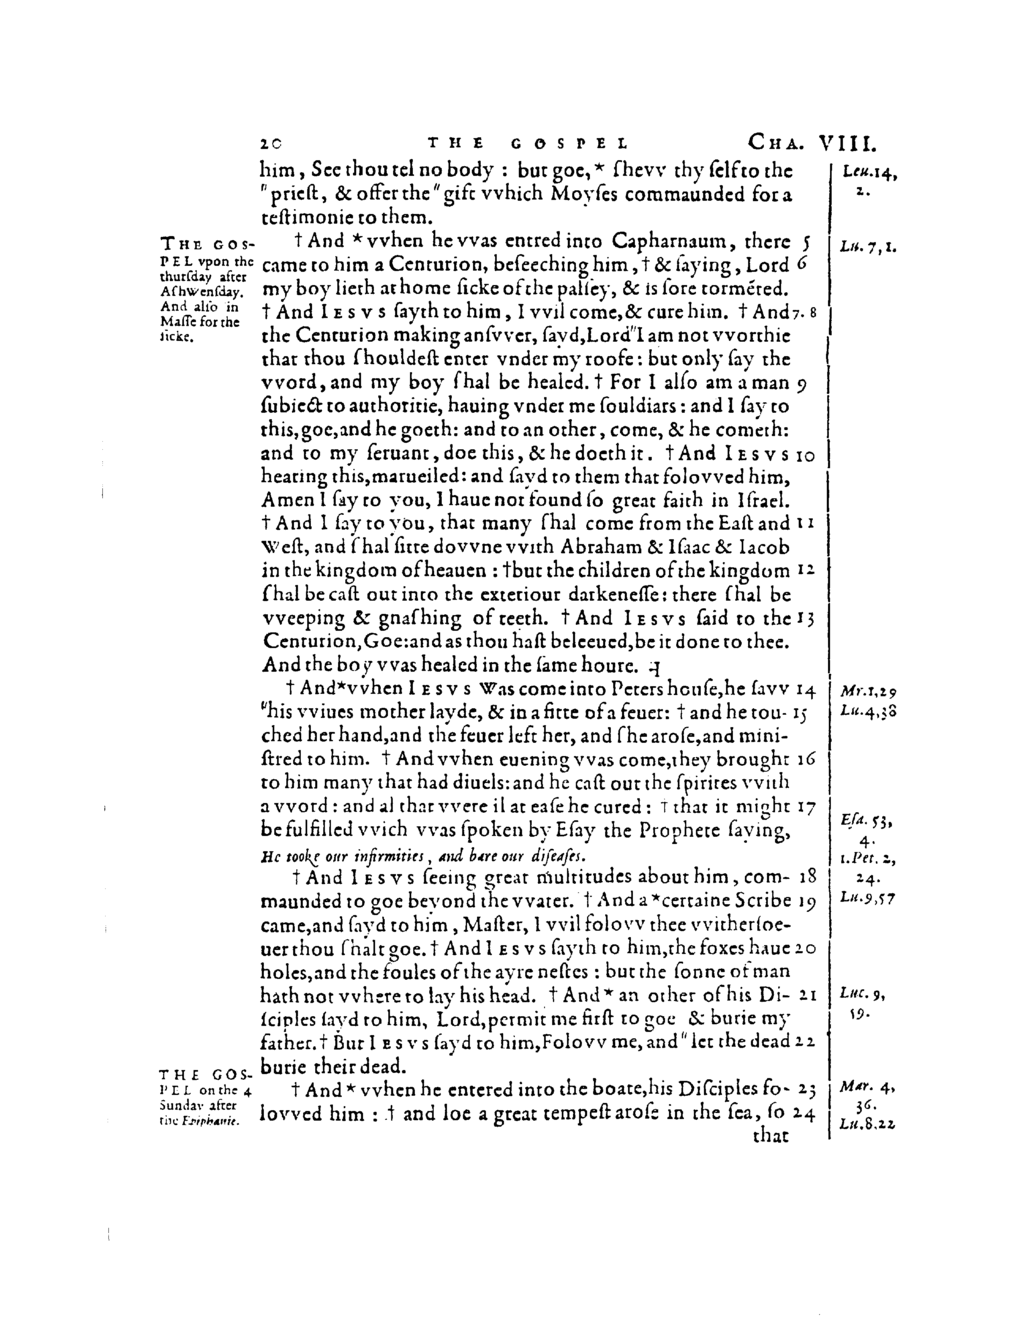 20 THE GOSPEL CHA. VIII.
him, See thou tel no body : but goe, * ſhevv thy ſelf to the
"prieſt, & offer the "gift vvhich Moyſes commaunded for a
teſtimonie to them.
† And * vvhen he vvas entred into Capharnaum, there 5
came to him a Centurion, beſeeching him, † & ſaying, Lord 6
my boy lieth at home ſicke of the palſey, & is ſore torméted.
† And IESVS ſayth to him, I vvil come, & cure him. † And 7. 8
the Centurion making anſvver, ſayd, Lord "I am not vvorthie
that thou ſhouldeſt enter vnder my roofe : but only ſay the
vvord, and my boy ſhal be healed. † For I alſo am a man 9
ſubiect to authoritie, hauing vnder me ſouldiars : and I ſay to
this, goe, and he goeth: and to an other, come, & he cometh:
and to my ſeruant, doe this, & he doeth it. † And IESVS 10
hearing this, marueiled: and ſayd to them that folovved him,
Amen I ſay to you, I haue not found ſo great faith in Iſrael.
† And I ſay to you, that many ſhal come from the Eaſt and 11
Weſt, and ſhal ſitte dovvne vvith Abraham & Iſaac & Iacob
in the kingdom of heauen : † but the children of the kingdom 12
ſhal be caſt out into the exteriour darkeneſſe: there ſhal be
vveeping & gnaſhing of teeth. † And IESVS ſaid to the 13
Centurion, Goe: and as thou haſt beleeued, be it done to thee.
And the boy vvas healed in the ſame houre.
† And * vvhen IESVS Was come into Peters houſe, he ſavv 14
"his vviues mother layde, & in a fitte of a feuer: † and he tou- 15
ched her hand, and the feuer left her, and ſhe aroſe, and mini-
ſtred to him. † And vvhen euening vvas come, they brought 16
to him many that had diuels: and he caſt out the ſpirites vvith
a vvord : and al that vvere il at eaſe he cured : † that it might 17
be fulfilled vvich vvas ſpoken by Eſay the Prophete ſaying,
He tooke our infirmities, and bare our diſeaſes.
† And IESVS ſeeing great multitudes about him, com- 18
maunded to goe beyond the vvater. † And a * certaine Scribe 19
came, and ſayd to him, Maſter, I vvil folovv thee vvitherſoe-
uer thou ſhalt goe. † And IESVS ſayth to him, the foxes haue 20
holes, and the foules of the ayre neſtes : but the ſonne of man
hath not vvhere to lay his head. † And * an other of his Di- 21
ſciples ſayd to him, Lord, permit me firſt to goe & burie my
father. † But IESVS ſayd to him, Folovv me, and "let the dead 22
burie their dead.
† And * vvhen he entered into the boate, his Diſciples fo- 23
lovved him : † and loe a great tempeſt aroſe in the ſea, ſo 24
that
THE GOS-
PEL vpon the
thurſday after
Aſhwenſday.
And alſo in
Maſſe for the
ſicke.
THE GOS-
PEL on the 4
Sunday after
the Epiphanie.
Leu. 14,
2.
Lu. 7, 1.
Mr. 1, 29
Lu. 4, 38
Eſa. 53,
4.
1. Pet. 2,
24.
Lu. 9, 57
Luc. 9,
59.
Mar. 4,
36.
Lu. 8. 22